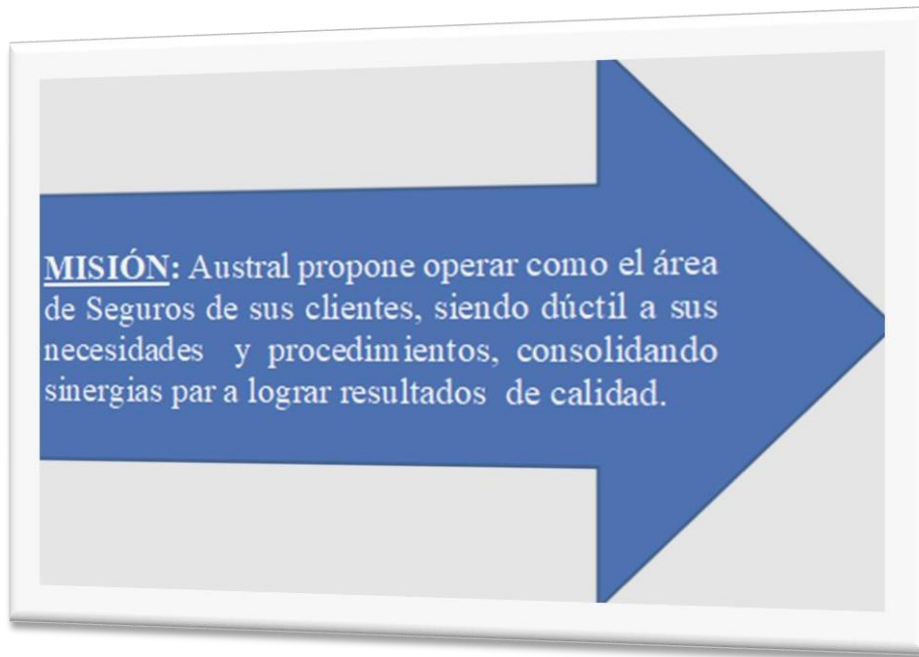 MISIÓN: Austral propone operar como el área
de Seguros de sus clientes, siendo dúctil a sus
necesidades y procedimientos, consolidando
sinergias par a lograr resultados de calidad.